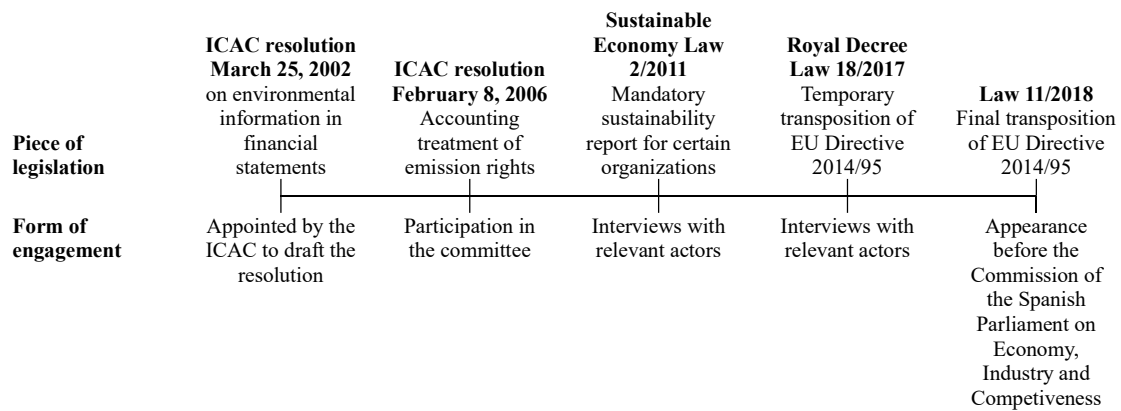 Piece of
legislation
ICAC resolution
March 25, 2002
on environmental
information in
financial
statements
ICAC resolution
February 8, 2006
Accounting
treatment of
emission rights
Sustainable
Economy Law
2/2011
Mandatory
sustainability
report for certain
organizations
Royal Decree
Law 18/2017
Temporary
transposition of
EU Directive
2014/95
Law 11/2018
Final transposition
of EU Directive
2014/95
Form of
engagement
Appointed by the
ICAC to draft the
resolution
Participation in
the committee
Interviews with
relevant actors
Interviews with
relevant actors
Appearance
before the
Commission of
the Spanish
Parliament on
Economy,
Industry and
Competiveness